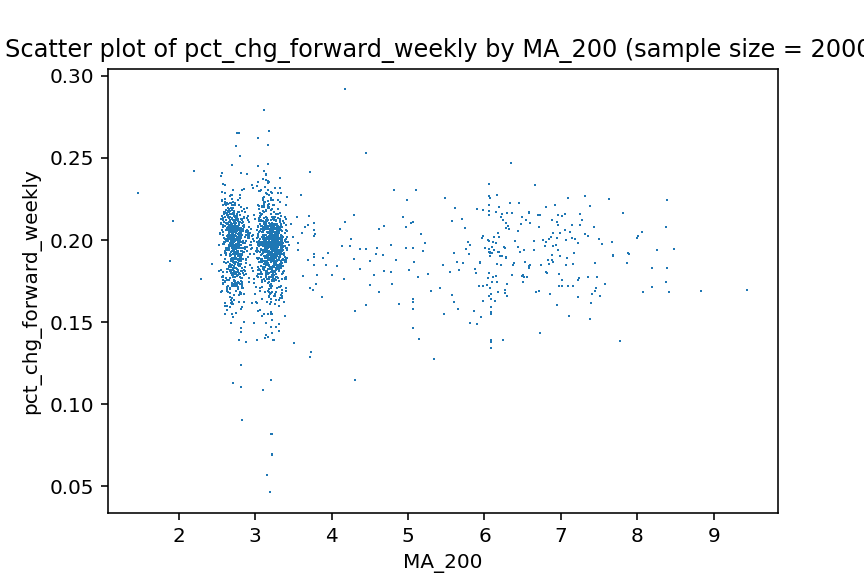 Scatter plot of pct_chg_forward_weekly by MA_200 (sample size = 2000
0.30
0.25
0.20
0.15
0.10
0.05
pct_chg_forward_weekly
2 3 4 5 6 7 8 9
MA_200